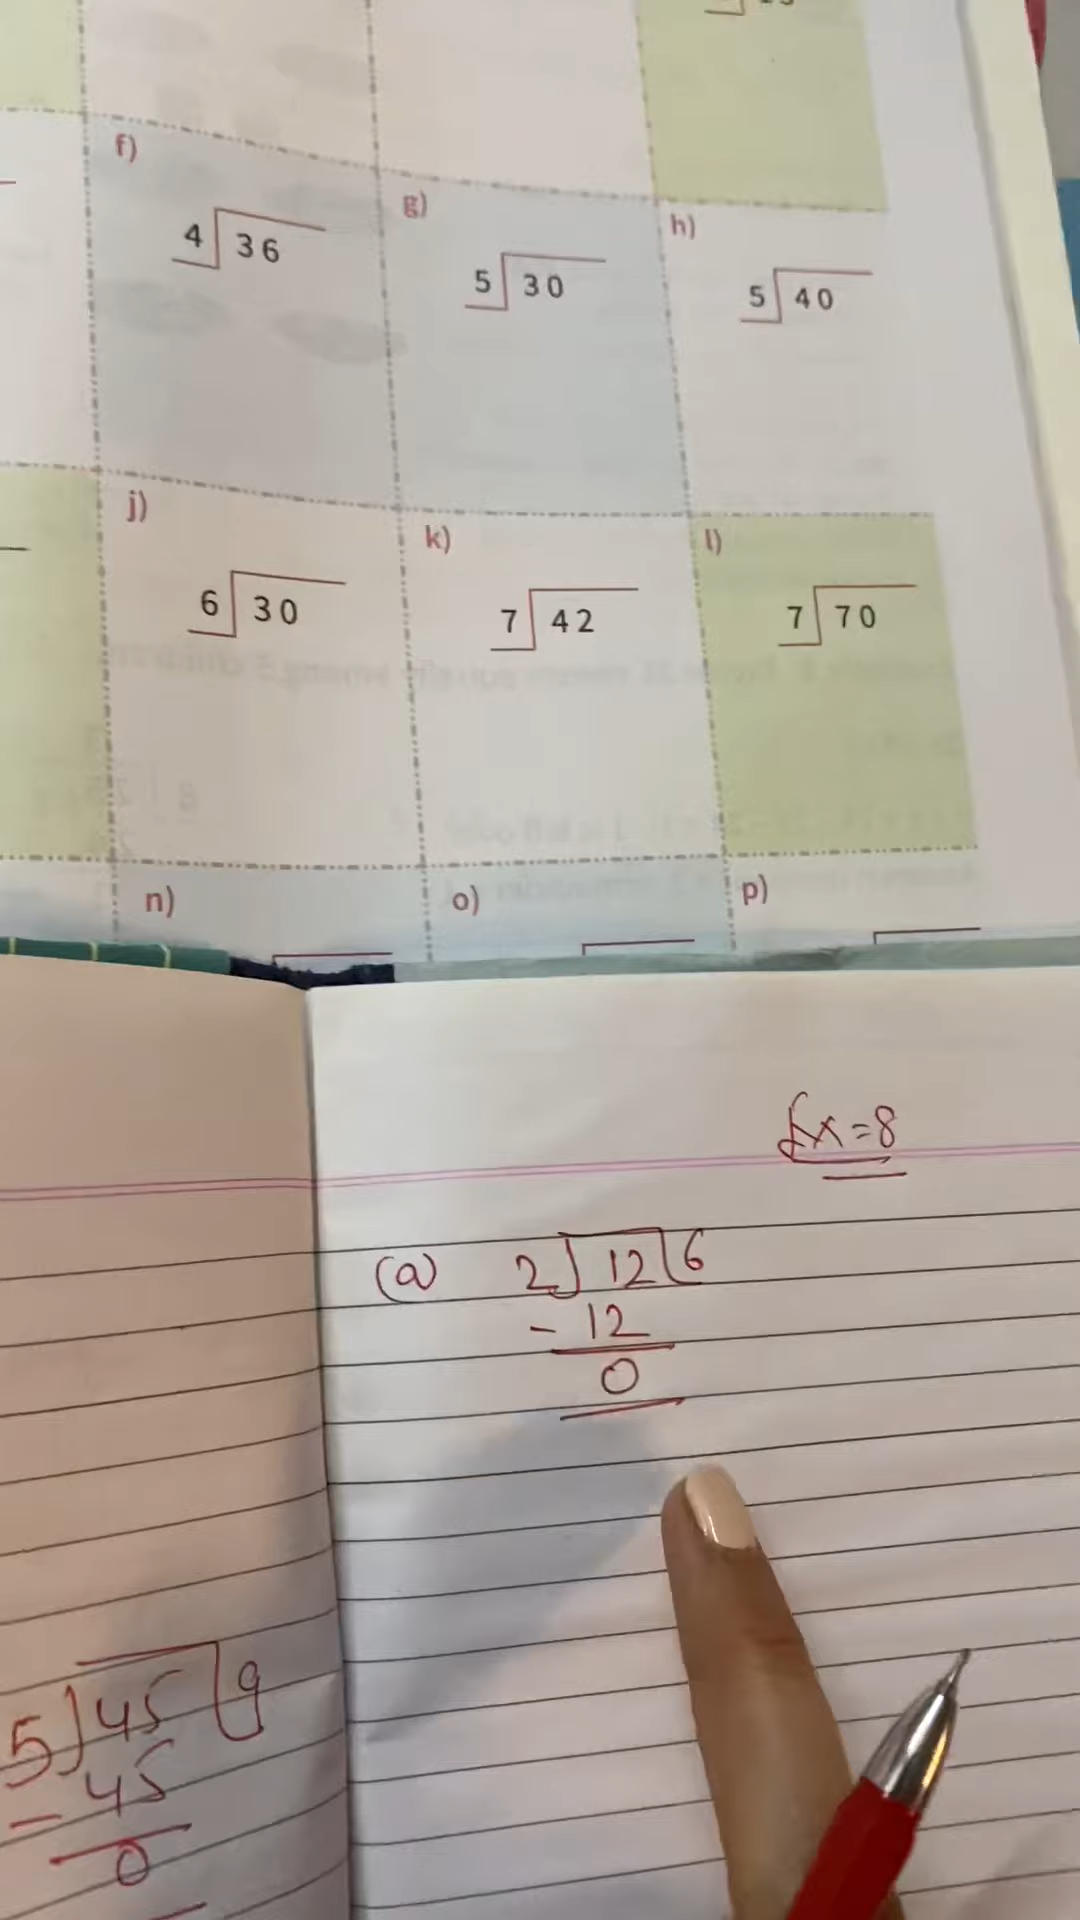 f)
4 36
g)
5 30
h)
5 40
j)
6 30
k)
7 42
l)
7 70
n)
o)
p)
Ex = 8
(a) 2 12 6
- 12
0
5 45 9
- 45
0